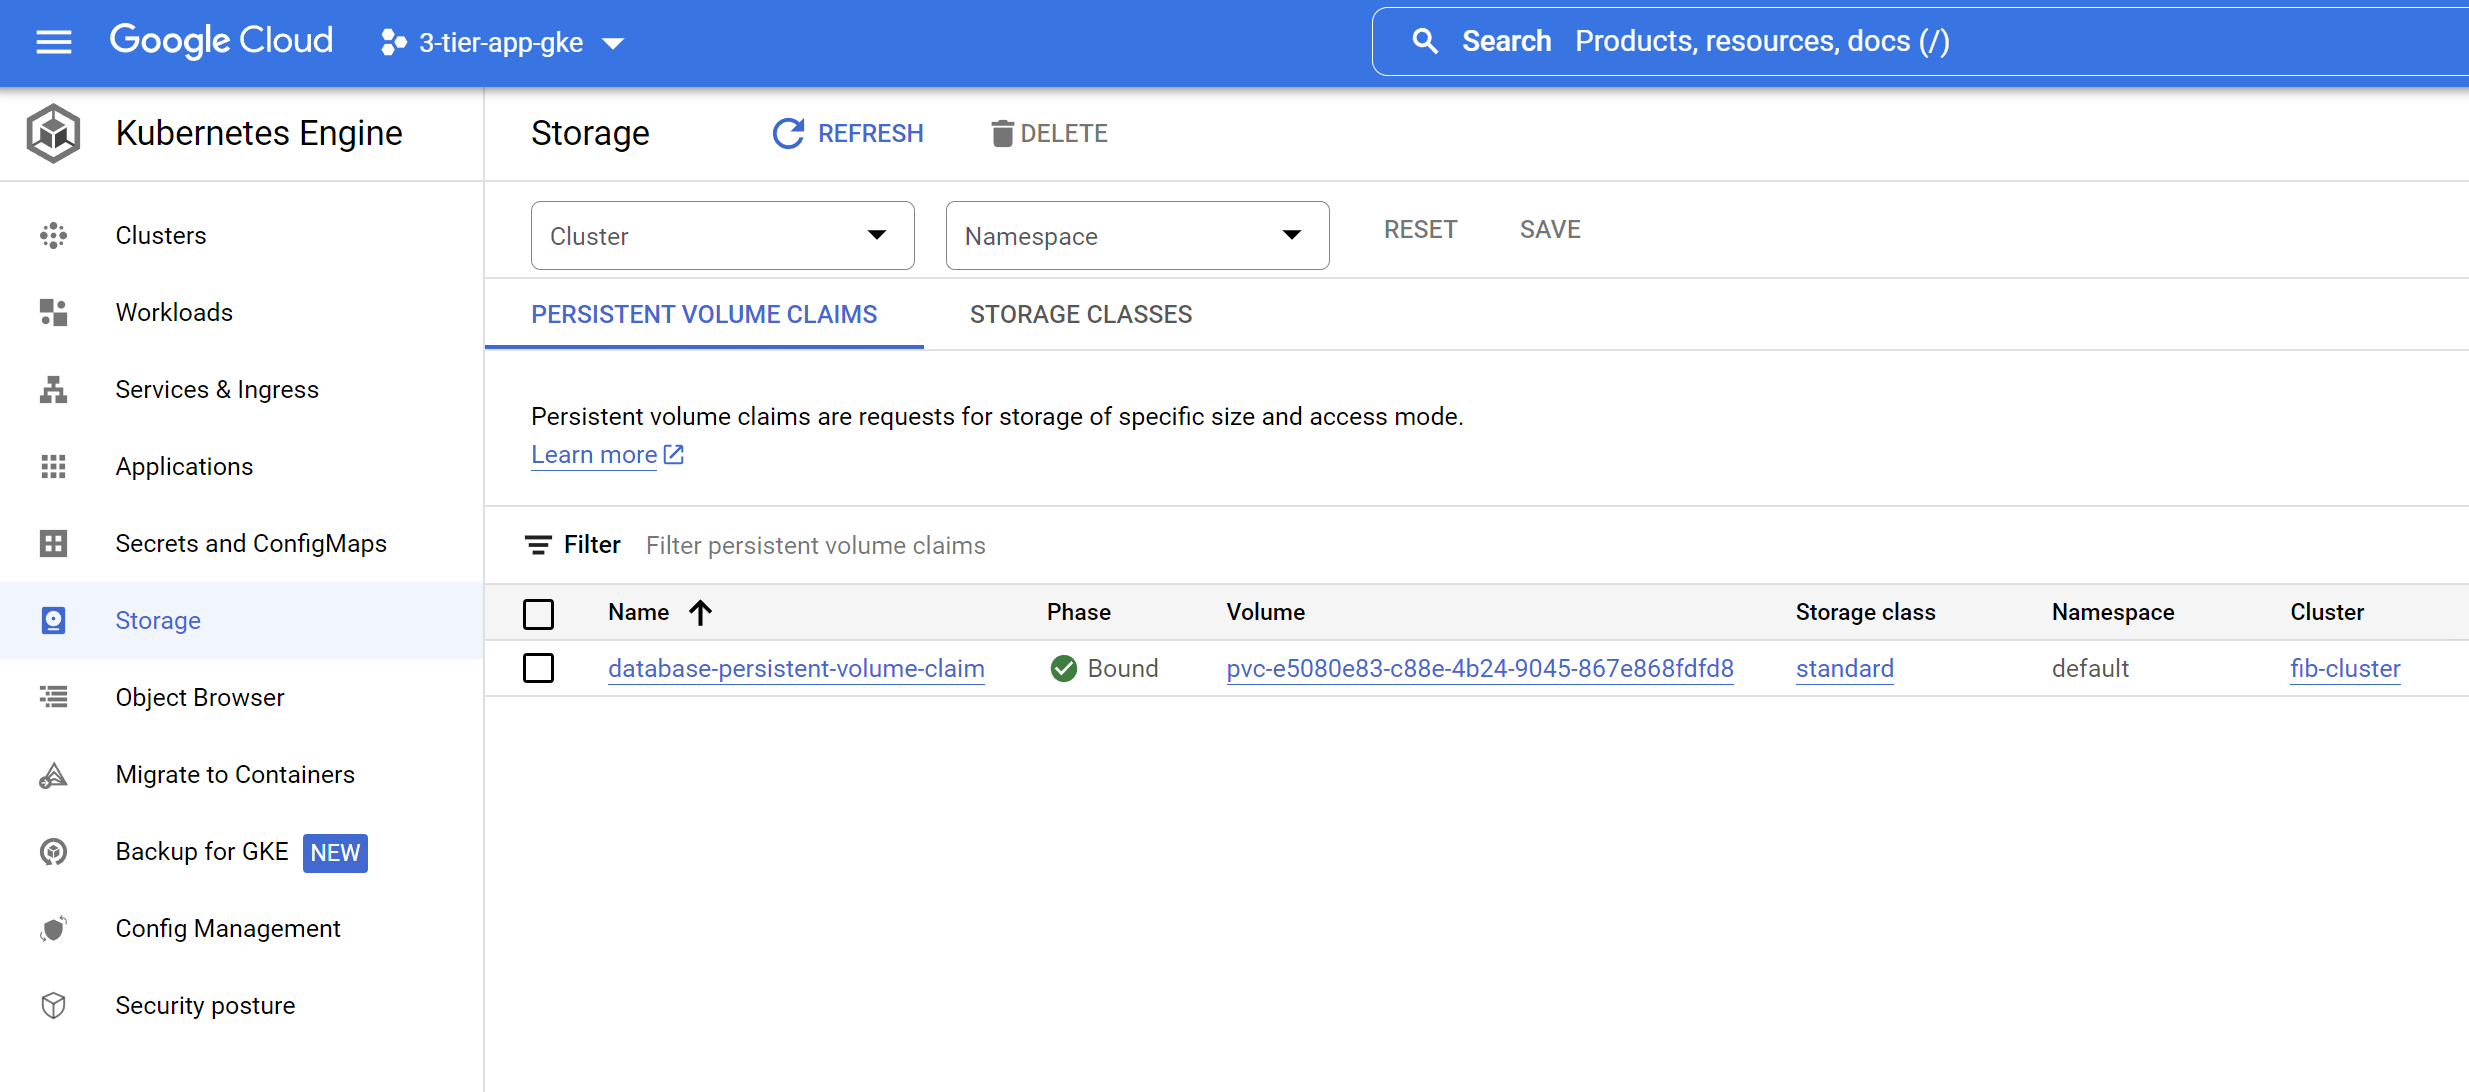 Google Cloud 3-tier-app-gke Search Products, resources, docs (/)
Kubernetes Engine
Storage REFRESH DELETE
Clusters
Workloads
Services & Ingress
Applications
Secrets and ConfigMaps
Storage
Object Browser
Migrate to Containers
Backup for GKE NEW
Config Management
Security posture
Cluster Namespace RESET SAVE
PERSISTENT VOLUME CLAIMS STORAGE CLASSES
Persistent volume claims are requests for storage of specific size and access mode.
Learn more
Filter Filter persistent volume claims
Name Phase Volume Storage class Namespace Cluster
database-persistent-volume-claim Bound pvc-e5080e83-c88e-4b24-9045-867e868fdfd8 standard default fib-cluster